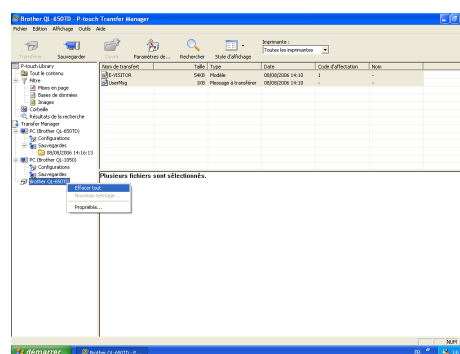 Brother QL-650TD - P-touch Transfer Manager
Fichier Edition Affichage Outils Aide
Imprimante :
Toutes les imprimantes
Transférer Sauvegarder Ouvrir Paramètres de... Rechercher Style d'affichage
P-touch Library
Tout le contenu
Filtre
Mises en page
Bases de données
Images
Corbeille
Résultats de la recherche
Transfer Manager
PC (Brother QL-650TD)
Configurations
Sauvegardes
08/08/2006 14:16:13
PC (Brother QL-1050)
Configurations
Sauvegardes
Brother QL-650TD
Nom de transfert Taille Type Date Code d'affectation Nom
E-VISITOR 54KB Modèle 08/08/2006 14:10 1 -
UserMsg 1KB Message à transférer 08/08/2006 14:10 - -
Plusieurs fichiers sont sélectionnés.
Effacer tout
Nouveau message...
Propriétés...
NUM
démarrer Brother QL-650TD - P... FR